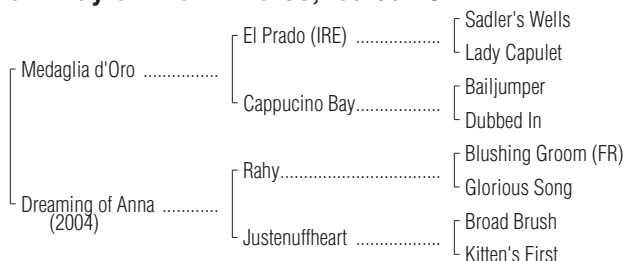 Sadler's Wells
El Prado (IRE) ..................
Lady Capulet
Medaglia d'Oro ................
Bailjumper
Cappucino Bay...................
Dubbed In
Blushing Groom (FR)
Rahy....................................
Glorious Song
Dreaming of Anna ............
(2004)
Broad Brush
Justenuffheart ..................
Kitten's First